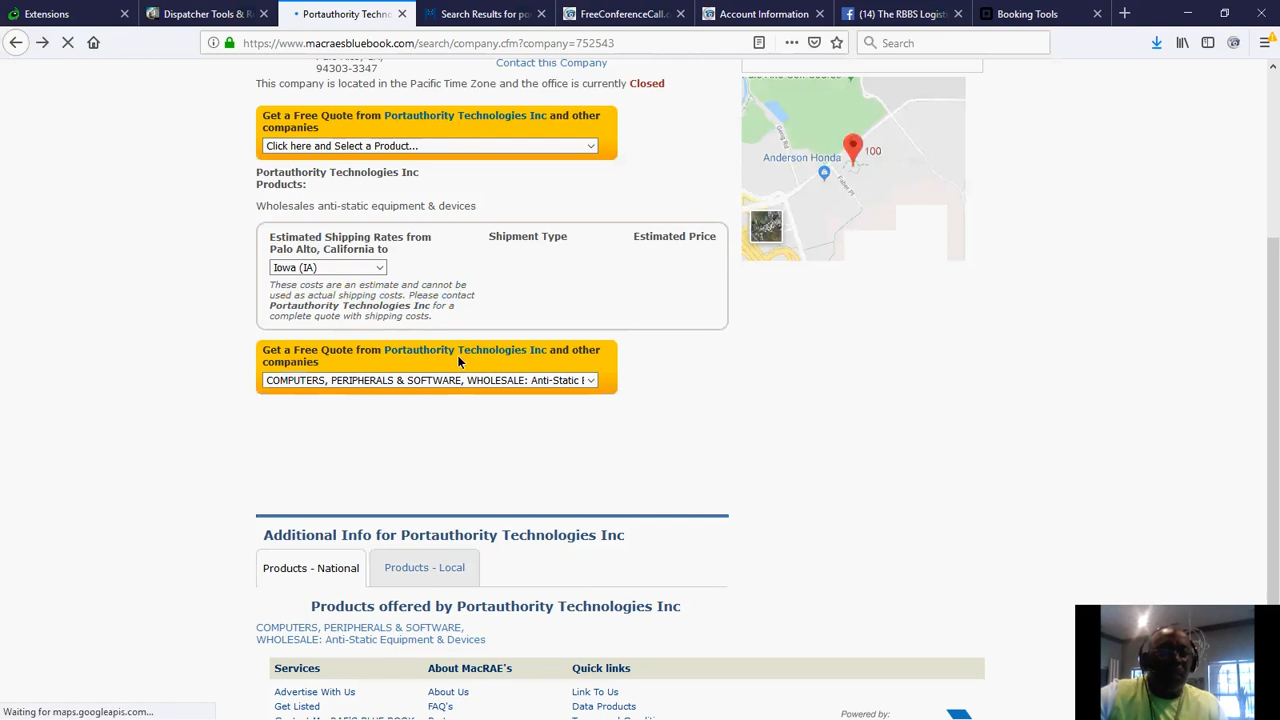 Extensions
Dispatcher Tools & R
Portauthority Techno
Search Results for po
FreeConferenceCall.c
Account Information
(14) The RBBS Logist
Booking Tools
https://www.macraesbluebook.com/search/company.cfm?company=752543
Search
94303-3347
Contact this Company
This company is located in the Pacific Time Zone and the office is currently Closed
Get a Free Quote from Portauthority Technologies Inc and other
companies
Click here and Select a Product...
Portauthority Technologies Inc
Products:
Wholesales anti-static equipment & devices
Estimated Shipping Rates from
Palo Alto, California to
Shipment Type
Estimated Price
Iowa (IA)
These costs are an estimate and cannot be
used as actual shipping costs. Please contact
Portauthority Technologies Inc for a
complete quote with shipping costs.
Anderson Honda
100
Geng Rd
Faber Pl
Get a Free Quote from Portauthority Technologies Inc and other
companies
COMPUTERS, PERIPHERALS & SOFTWARE, WHOLESALE: Anti-Static E
Additional Info for Portauthority Technologies Inc
Products - National
Products - Local
Products offered by Portauthority Technologies Inc
COMPUTERS, PERIPHERALS & SOFTWARE,
WHOLESALE: Anti-Static Equipment & Devices
Services
About MacRAE's
Quick links
Advertise With Us
About Us
Link To Us
Get Listed
FAQ's
Data Products
Powered by:
Waiting for maps.googleapis.com...